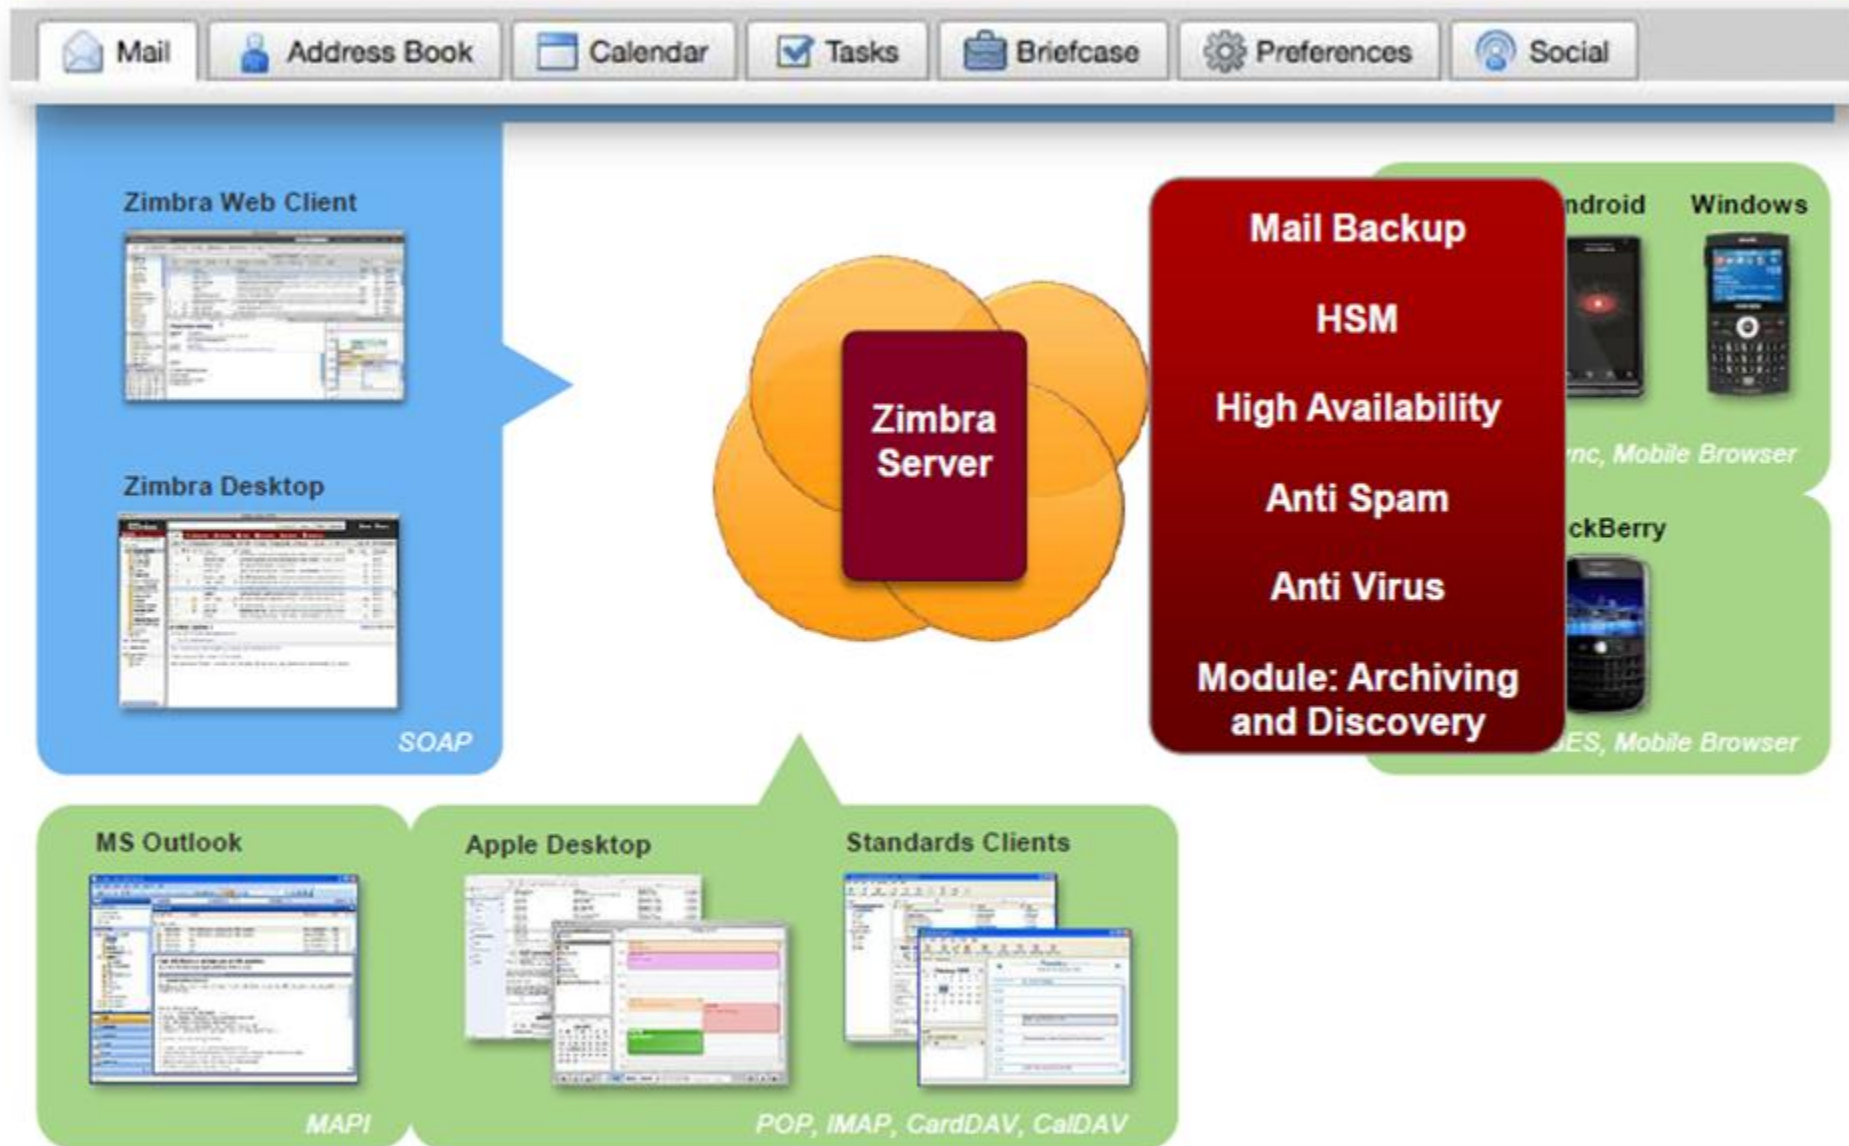 Mail
Address Book
Calendar
Tasks
Briefcase
Preferences
Social
Zimbra Web Client
Zimbra Desktop
SOAP
Zimbra
Server
Mail Backup
HSM
High Availability
Anti Spam
Anti Virus
Module: Archiving
and Discovery
ndroid
Windows
ync, Mobile Browser
ckBerry
BES, Mobile Browser
MS Outlook
MAPI
Apple Desktop
Standards Clients
POP, IMAP, CardDAV, CalDAV